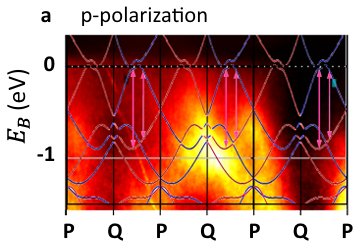 a p-polarization
0
E_B (eV)
-1
P Q P Q P Q P